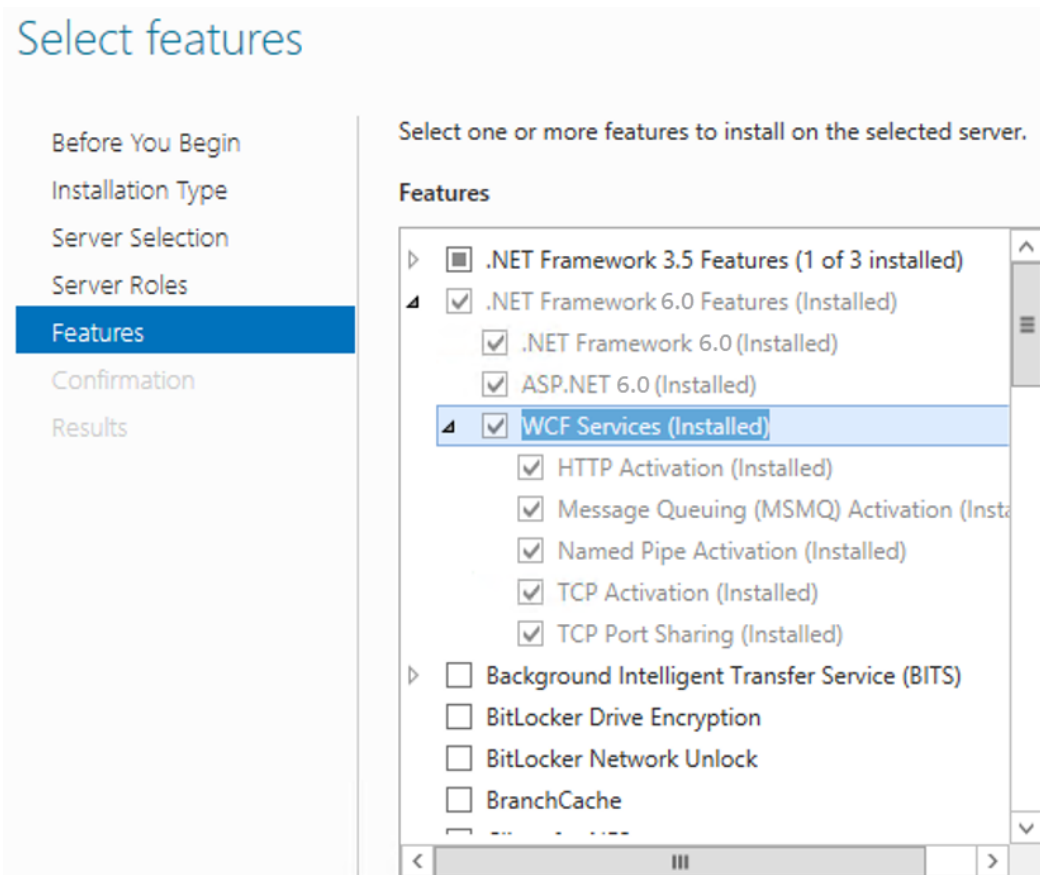 Select features
Before You Begin
Installation Type
Server Selection
Server Roles
Features
Confirmation
Results
Select one or more features to install on the selected server.
Features
.NET Framework 3.5 Features (1 of 3 installed)
.NET Framework 6.0 Features (Installed)
.NET Framework 6.0 (Installed)
ASP.NET 6.0 (Installed)
WCF Services (Installed)
HTTP Activation (Installed)
Message Queuing (MSMQ) Activation (Insta
Named Pipe Activation (Installed)
TCP Activation (Installed)
TCP Port Sharing (Installed)
Background Intelligent Transfer Service (BITS)
BitLocker Drive Encryption
BitLocker Network Unlock
BranchCache